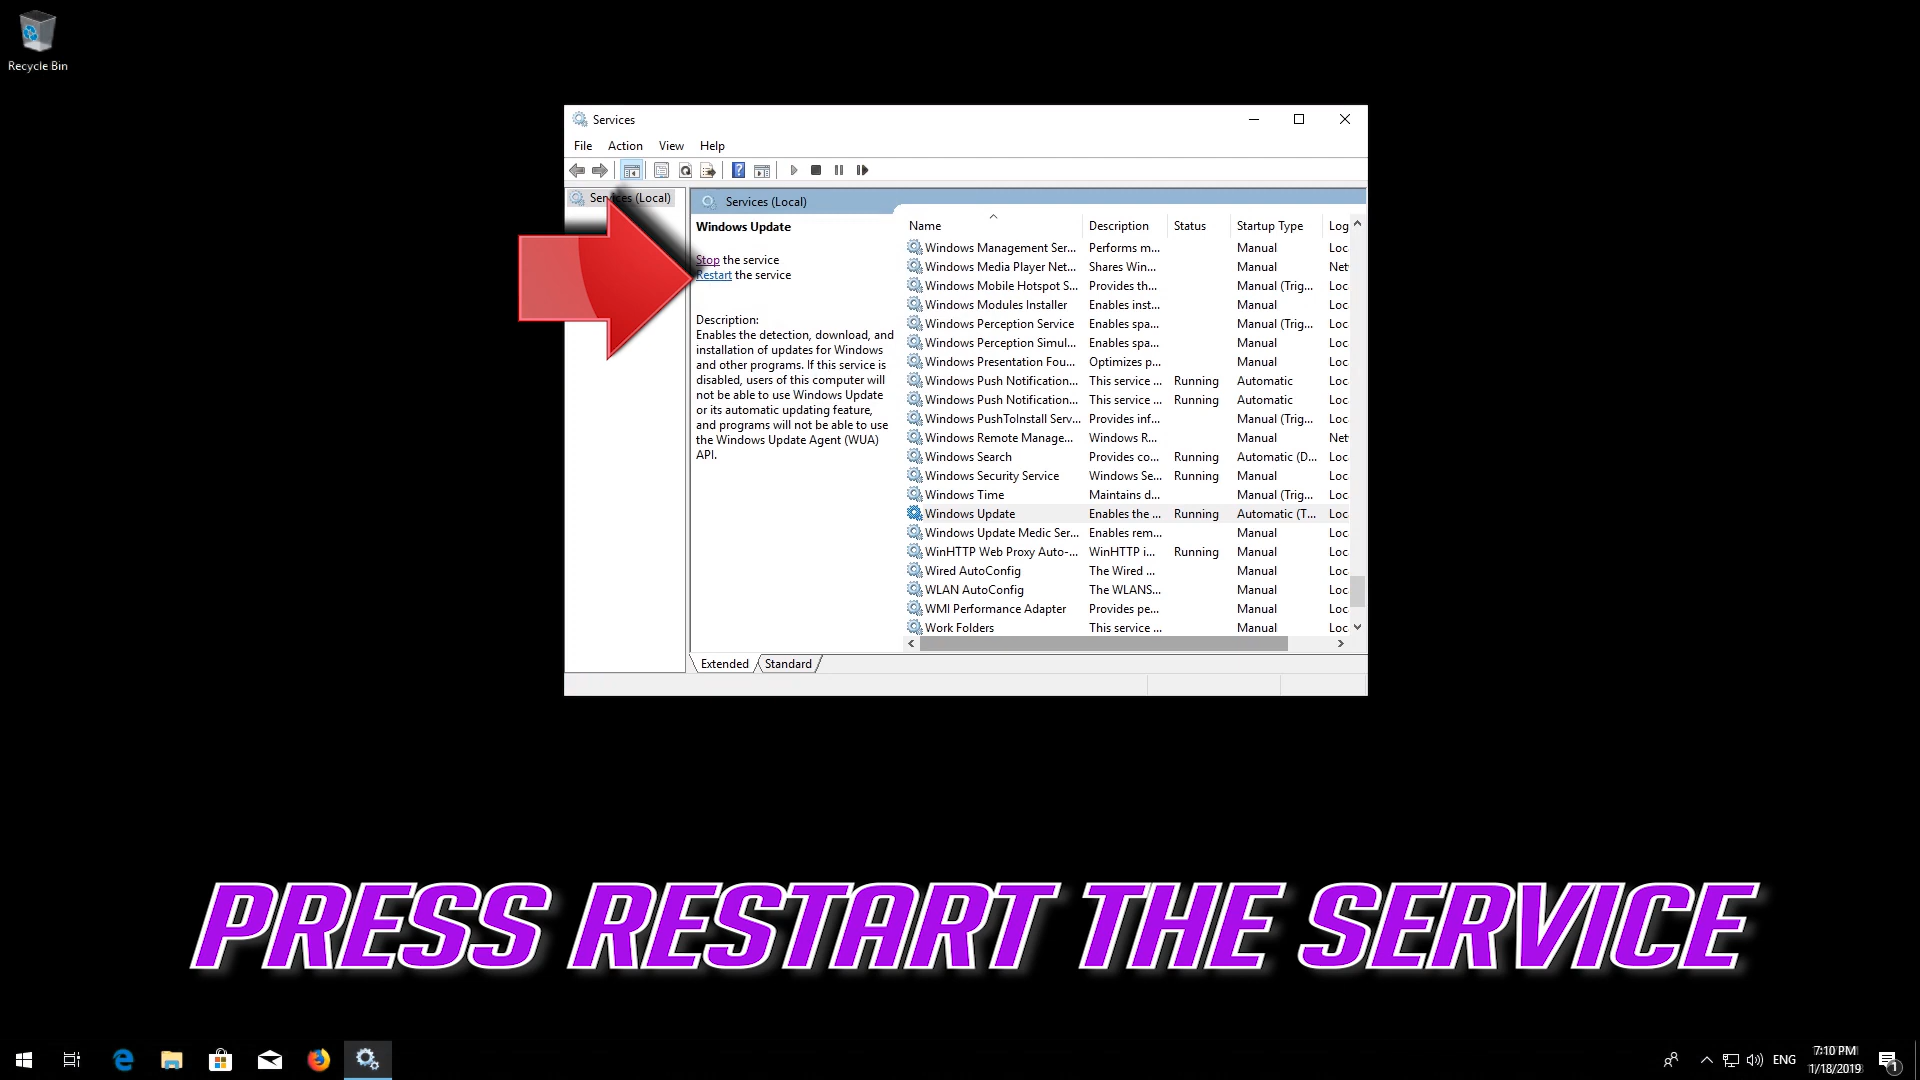 Recycle Bin
Services
File Action View Help
Services (Local)
Services (Local)
Windows Update
Stop the service
Restart the service
Description:
Enables the detection, download, and
installation of updates for Windows
and other programs. If this service is
disabled, users of this computer will
not be able to use Windows Update
or its automatic updating feature,
and programs will not be able to use
the Windows Update Agent (WUA)
API.
Name Description Status Startup Type Log
Windows Management Ser... Performs m... Manual Loc
Windows Media Player Net... Shares Win... Manual Net
Windows Mobile Hotspot S... Provides th... Manual (Trig... Loc
Windows Modules Installer Enables inst... Manual Loc
Windows Perception Service Enables spa... Manual (Trig... Loc
Windows Perception Simul... Enables spa... Manual Loc
Windows Presentation Fou... Optimizes p... Manual Loc
Windows Push Notification... This service ... Running Automatic Loc
Windows Push Notification... This service ... Running Automatic Loc
Windows PushToInstall Serv... Provides inf... Manual (Trig... Loc
Windows Remote Manage... Windows R... Manual Net
Windows Search Provides co... Running Automatic (D... Loc
Windows Security Service Windows Se... Running Manual Loc
Windows Time Maintains d... Manual (Trig... Loc
Windows Update Enables the ... Running Automatic (T... Loc
Windows Update Medic Ser... Enables rem... Manual Loc
WinHTTP Web Proxy Auto-... WinHTTP i... Running Manual Loc
Wired AutoConfig The Wired ... Manual Loc
WLAN AutoConfig The WLANS... Manual Loc
WMI Performance Adapter Provides pe... Manual Loc
Work Folders This service ... Manual Loc
Extended Standard
PRESS RESTART THE SERVICE
ENG
7:10 PM
1/18/2019
1